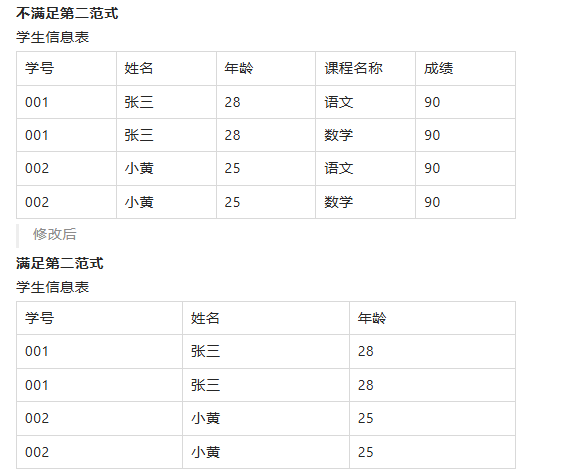 不满足第二范式
学生信息表
学号 姓名 年龄 课程名称 成绩
001 张三 28 语文 90
001 张三 28 数学 90
002 小黄 25 语文 90
002 小黄 25 数学 90
修改后
满足第二范式
学生信息表
学号 姓名 年龄
001 张三 28
001 张三 28
002 小黄 25
002 小黄 25